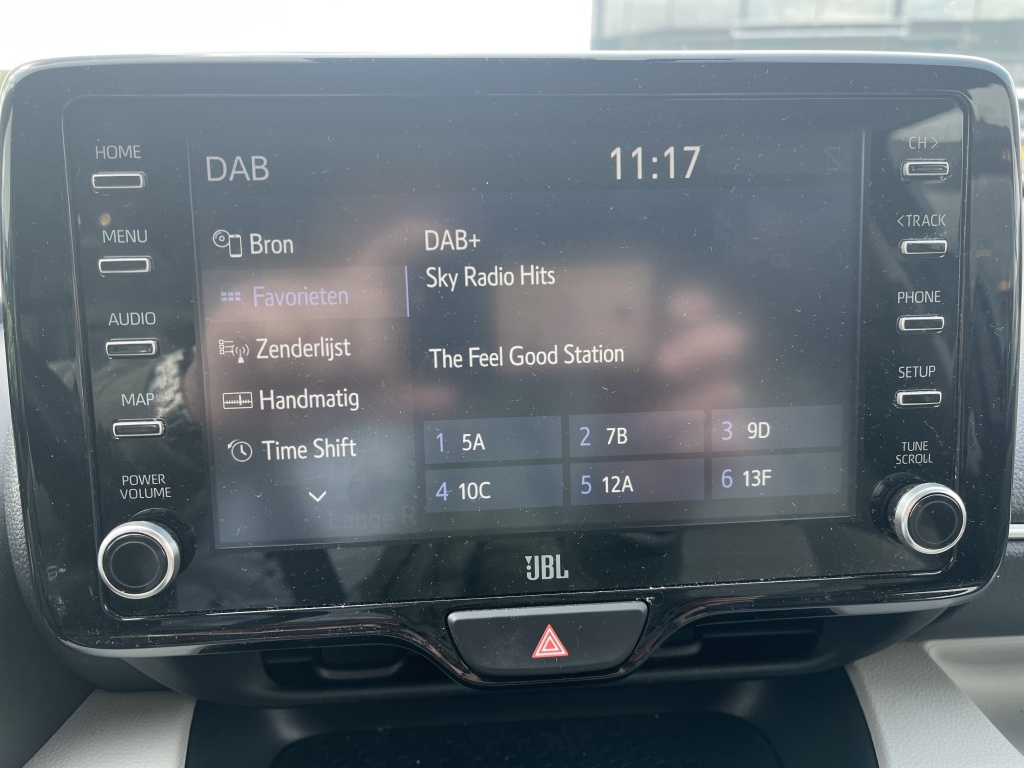 HOME
MENU
AUDIO
MAP
POWER
VOLUME
DAB
11:17
Bron
Favorieten
Zenderlijst
Handmatig
Time Shift
DAB+
Sky Radio Hits
The Feel Good Station
1 5A
2 7B
3 9D
4 10C
5 12A
6 13F
CH >
< TRACK
PHONE
SETUP
TUNE
SCROLL
JBL